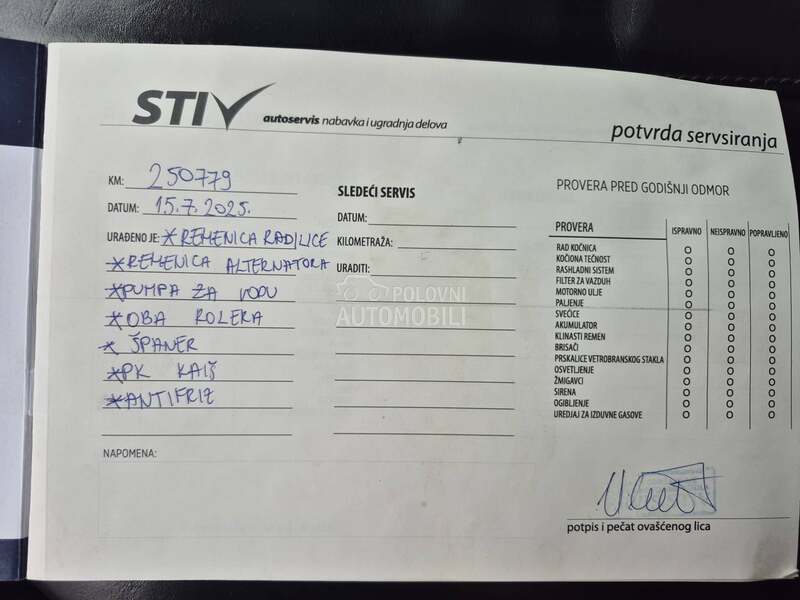 STIV
autoservis nabavka i ugradnja delova
potvrda servsiranja
KM: 250779
DATUM: 15.7.2025.
URAĐENO JE: *REMENICA RADILICE
*REMENICA ALTERNATORA
*PUMPA ZA VODU
*OBA ROLERA
*ŠPANER
*PK KAIŠ
*ANTIFRIZ
NAPOMENA:
SLEDEĆI SERVIS
DATUM:
KILOMETRAŽA:
URADITI:
POLOVNI
AUTOMOBILI
PROVERA PRED GODIŠNJI ODMOR
PROVERA ISPRAVNO NEISPRAVNO POPRAVLJENO
RAD KOČNICA O O O
KOČIONA TEČNOST O O O
RASHLADNI SISTEM O O O
FILTER ZA VAZDUH O O O
MOTORNO ULJE O O O
PALJENJE O O O
SVEĆICE O O O
AKUMULATOR O O O
KLINASTI REMEN O O O
BRISAČI O O O
PRSKALICE VETROBRANSKOG STAKLA O O O
OSVETLJENJE O O O
ŽMIGAVCI O O O
SIRENA O O O
OGIBLJENJE O O O
UREDJAJ ZA IZDUVNE GASOVE O O O
potpis i pečat ovašćenog lica